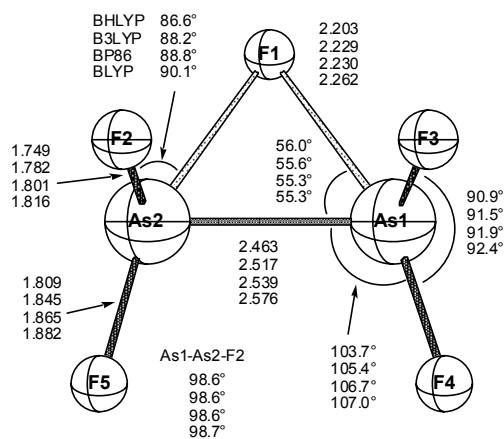 BHLYP 86.6°
B3LYP 88.2°
BP86 88.8°
BLYP 90.1°
F1
2.203
2.229
2.230
2.262
F2
F3
1.749
1.782
1.801
1.816
56.0°
55.6°
55.3°
55.3°
90.9°
91.5°
91.9°
92.4°
As2
As1
2.463
2.517
2.539
2.576
1.809
1.845
1.865
1.882
103.7°
105.4°
106.7°
107.0°
F5
F4
As1-As2-F2
98.6°
98.6°
98.6°
98.7°